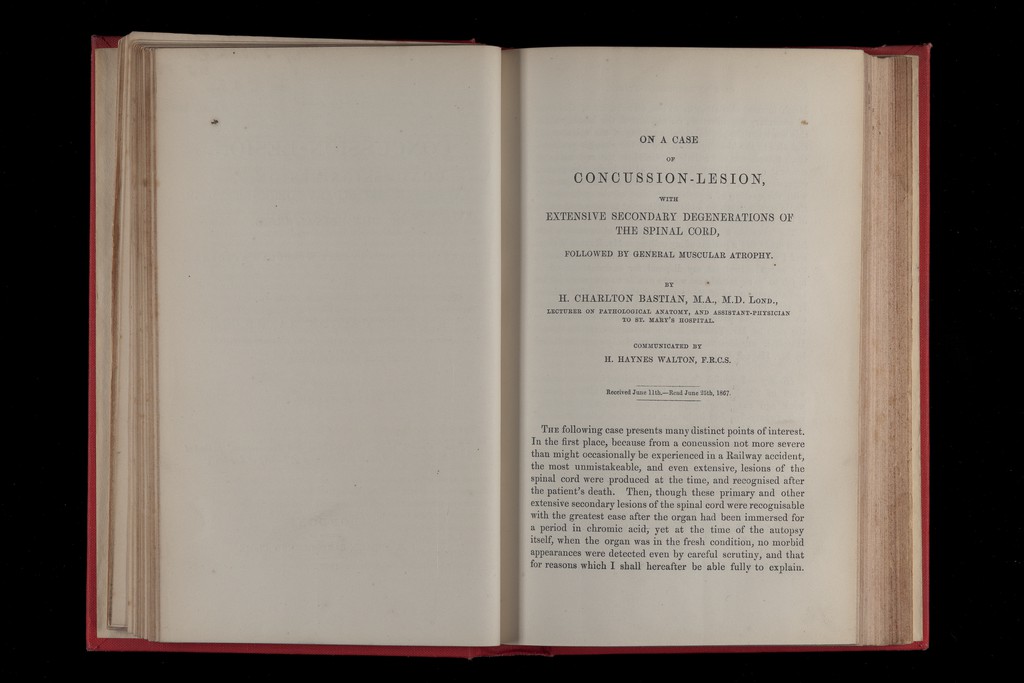 ON A CASE
OF
CONCUSSION-LESION,
WITH
EXTENSIVE SECONDARY DEGENERATIONS OF
THE SPINAL CORD,
FOLLOWED BY GENERAL MUSCULAR ATROPHY.
BY
H. CHARLTON BASTIAN, M.A., M.D. LOND.,
LECTURER ON PATHOLOGICAL ANATOMY, AND ASSISTANT-PHYSICIAN
TO ST. MARY'S HOSPITAL.
COMMUNICATED BY
H. HAYNES WALTON, F.R.C.S.
Received June 11th.—Read June 25th, 1867.
THE following case presents many distinct points of interest.
In the first place, because from a concussion not more severe
than might occasionally be experienced in a Railway accident,
the most unmistakeable, and even extensive, lesions of the
spinal cord were produced at the time, and recognised after
the patient's death. Then, though these primary and other
extensive secondary lesions of the spinal cord were recognisable
with the greatest ease after the organ had been immersed for
a period in chromic acid; yet at the time of the autopsy
itself, when the organ was in the fresh condition, no morbid
appearances were detected even by careful scrutiny, and that
for reasons which I shall hereafter be able fully to explain.